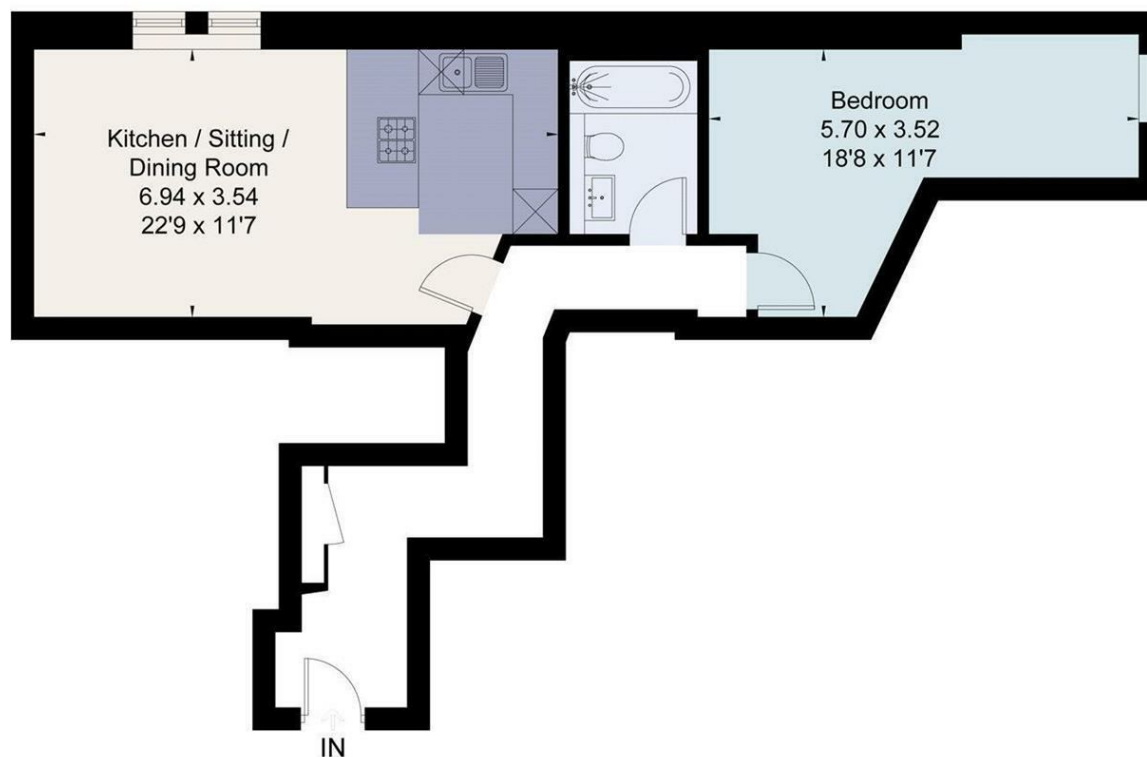 Kitchen / Sitting /
Dining Room
6.94 x 3.54
22'9 x 11'7
Bedroom
5.70 x 3.52
18'8 x 11'7
IN